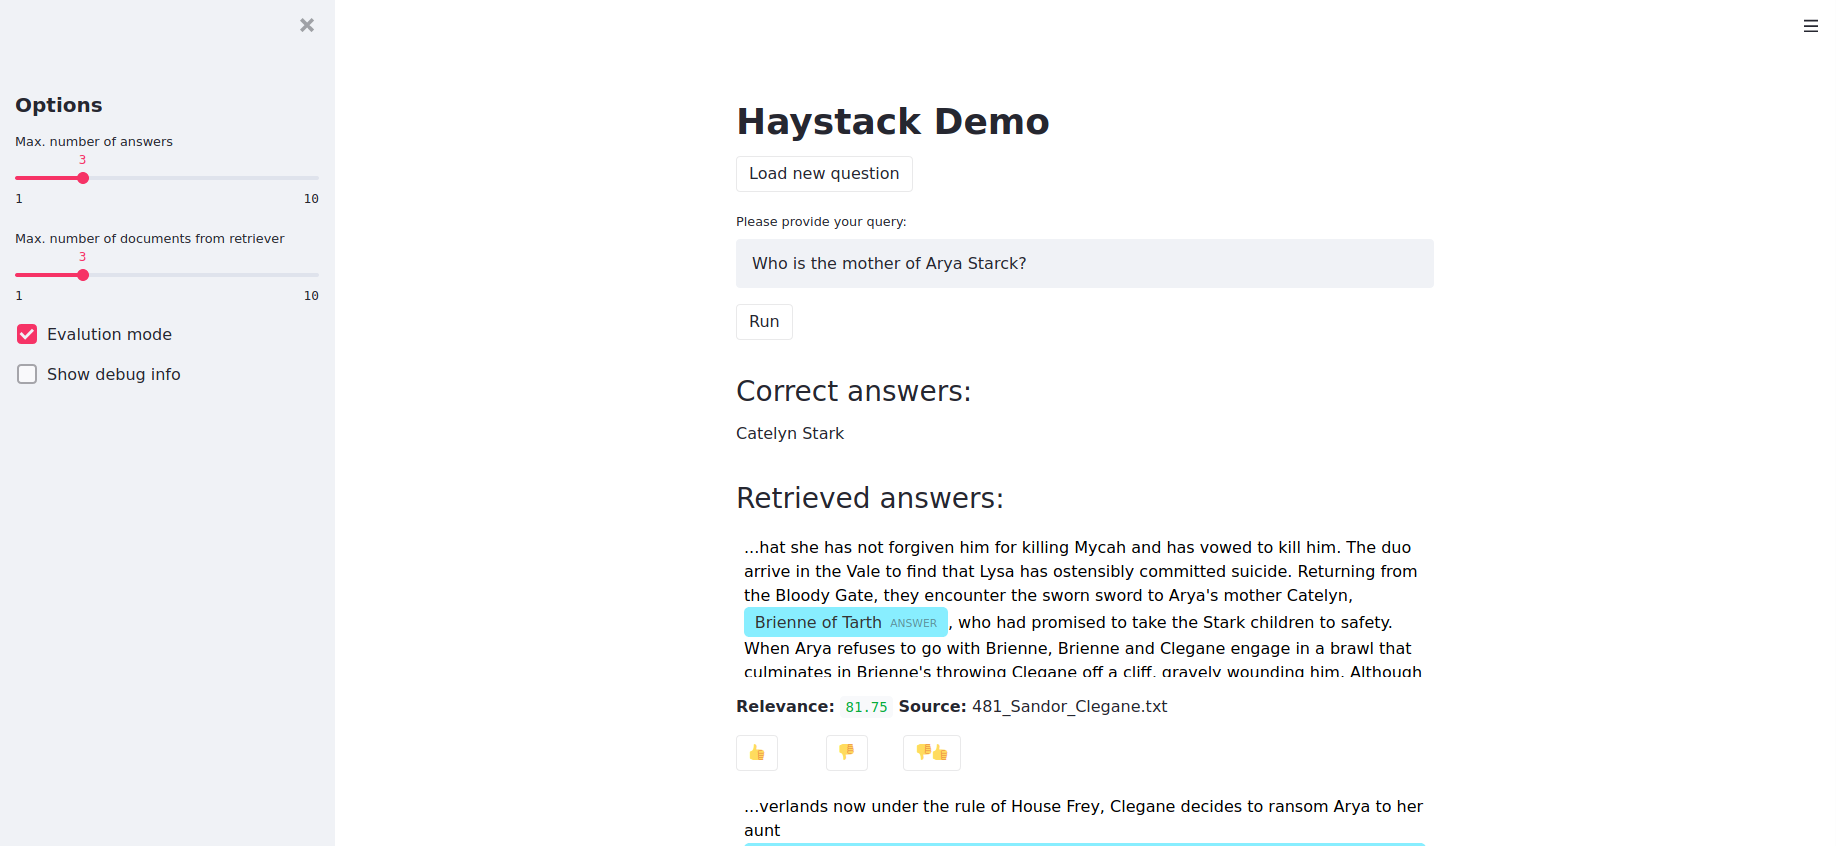 Options
Max. number of answers
3
1 10
Max. number of documents from retriever
3
1 10
Evalution mode
Show debug info
Haystack Demo
Load new question
Please provide your query:
Who is the mother of Arya Starck?
Run
Correct answers:
Catelyn Stark
Retrieved answers:
...hat she has not forgiven him for killing Mycah and has vowed to kill him. The duo
arrive in the Vale to find that Lysa has ostensibly committed suicide. Returning from
the Bloody Gate, they encounter the sworn sword to Arya's mother Catelyn,
Brienne of Tarth ANSWER , who had promised to take the Stark children to safety.
When Arya refuses to go with Brienne, Brienne and Clegane engage in a brawl that
culminates in Brienne's throwing Clegane off a cliff, gravely wounding him. Although
Relevance: 81.75 Source: 481_Sandor_Clegane.txt
...verlands now under the rule of House Frey, Clegane decides to ransom Arya to her
aunt